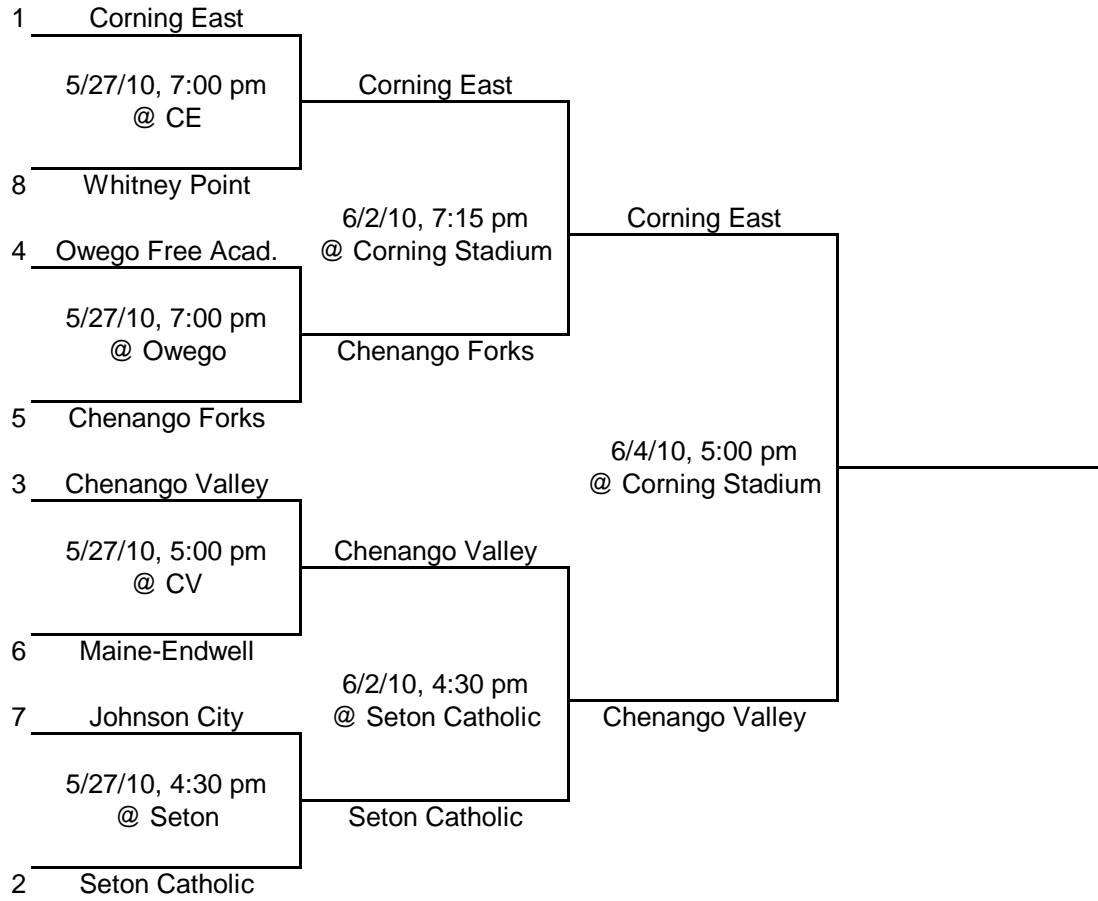 1 Corning East
5/27/10, 7:00 pm
@ CE
8 Whitney Point
4 Owego Free Acad.
5/27/10, 7:00 pm
@ Owego
5 Chenango Forks
3 Chenango Valley
5/27/10, 5:00 pm
@ CV
6 Maine-Endwell
7 Johnson City
5/27/10, 4:30 pm
@ Seton
2 Seton Catholic
Corning East
6/2/10, 7:15 pm
@ Corning Stadium
Chenango Forks
Chenango Valley
6/2/10, 4:30 pm
@ Seton Catholic
Seton Catholic
Corning East
6/4/10, 5:00 pm
@ Corning Stadium
Chenango Valley